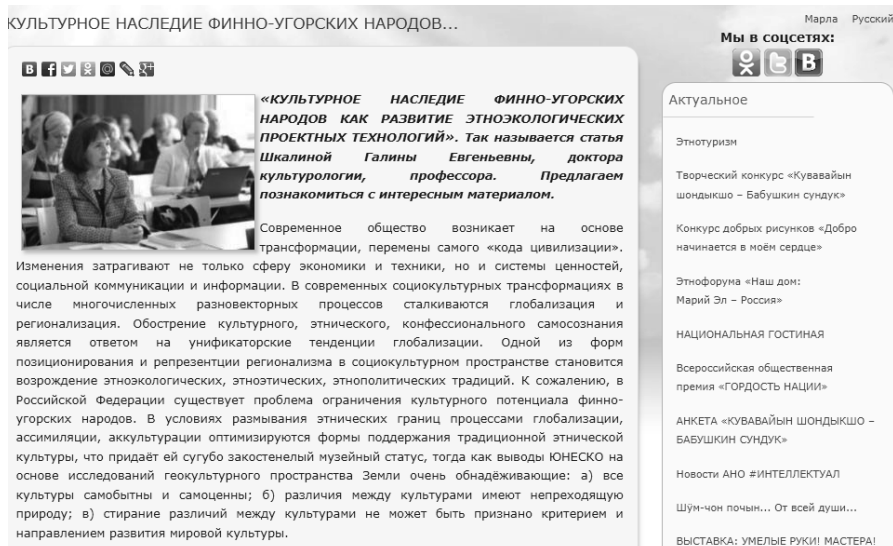 КУЛЬТУРНОЕ НАСЛЕДИЕ ФИННО-УГОРСКИХ НАРОДОВ...
Марла Русский
Мы в соцсетях:
«КУЛЬТУРНОЕ НАСЛЕДИЕ ФИННО-УГОРСКИХ
НАРОДОВ КАК РАЗВИТИЕ ЭТНОЭКОЛОГИЧЕСКИХ
ПРОЕКТНЫХ ТЕХНОЛОГИЙ». Так называется статья
Шкалиной Галины Евгеньевны, доктора
культурологии, профессора. Предлагаем
познакомиться с интересным материалом.
Современное общество возникает на основе
трансформации, перемены самого «кода цивилизации».
Изменения затрагивают не только сферу экономики и техники, но и системы ценностей,
социальной коммуникации и информации. В современных социокультурных трансформациях в
числе многочисленных разновекторных процессов сталкиваются глобализация и
регионализация. Обострение культурного, этнического, конфессионального самосознания
является ответом на унификаторские тенденции глобализации. Одной из форм
позиционирования и репрезентции регионализма в социокультурном пространстве становится
возрождение этноэкологических, этноэтических, этнополитических традиций. К сожалению, в
Российской Федерации существует проблема ограничения культурного потенциала финно-
угорских народов. В условиях размывания этнических границ процессами глобализации,
ассимиляции, аккультурации оптимизируются формы поддержания традиционной этнической
культуры, что придаёт ей сугубо закостенелый музейный статус, тогда как выводы ЮНЕСКО на
основе исследований геокультурного пространства Земли очень обнадёживающие: а) все
культуры самобытны и самоценны; б) различия между культурами имеют непреходящую
природу; в) стирание различий между культурами не может быть признано критерием и
направлением развития мировой культуры.
Актуальное
Этнотуризм
Творческий конкурс «Кувавайын
шондыкшо – Бабушкин сундук»
Конкурс добрых рисунков «Добро
начинается в моём сердце»
Этнофорума «Наш дом:
Марий Эл – Россия»
НАЦИОНАЛЬНАЯ ГОСТИНАЯ
Всероссийская общественная
премия «ГОРДОСТЬ НАЦИИ»
АНКЕТА «КУВАВАЙЫН ШОНДЫКШО –
БАБУШКИН СУНДУК»
Новости АНО #ИНТЕЛЛЕКТУАЛ
Шӱм-чон почын... От всей души...
ВЫСТАВКА: УМЕЛЫЕ РУКИ! МАСТЕРА!